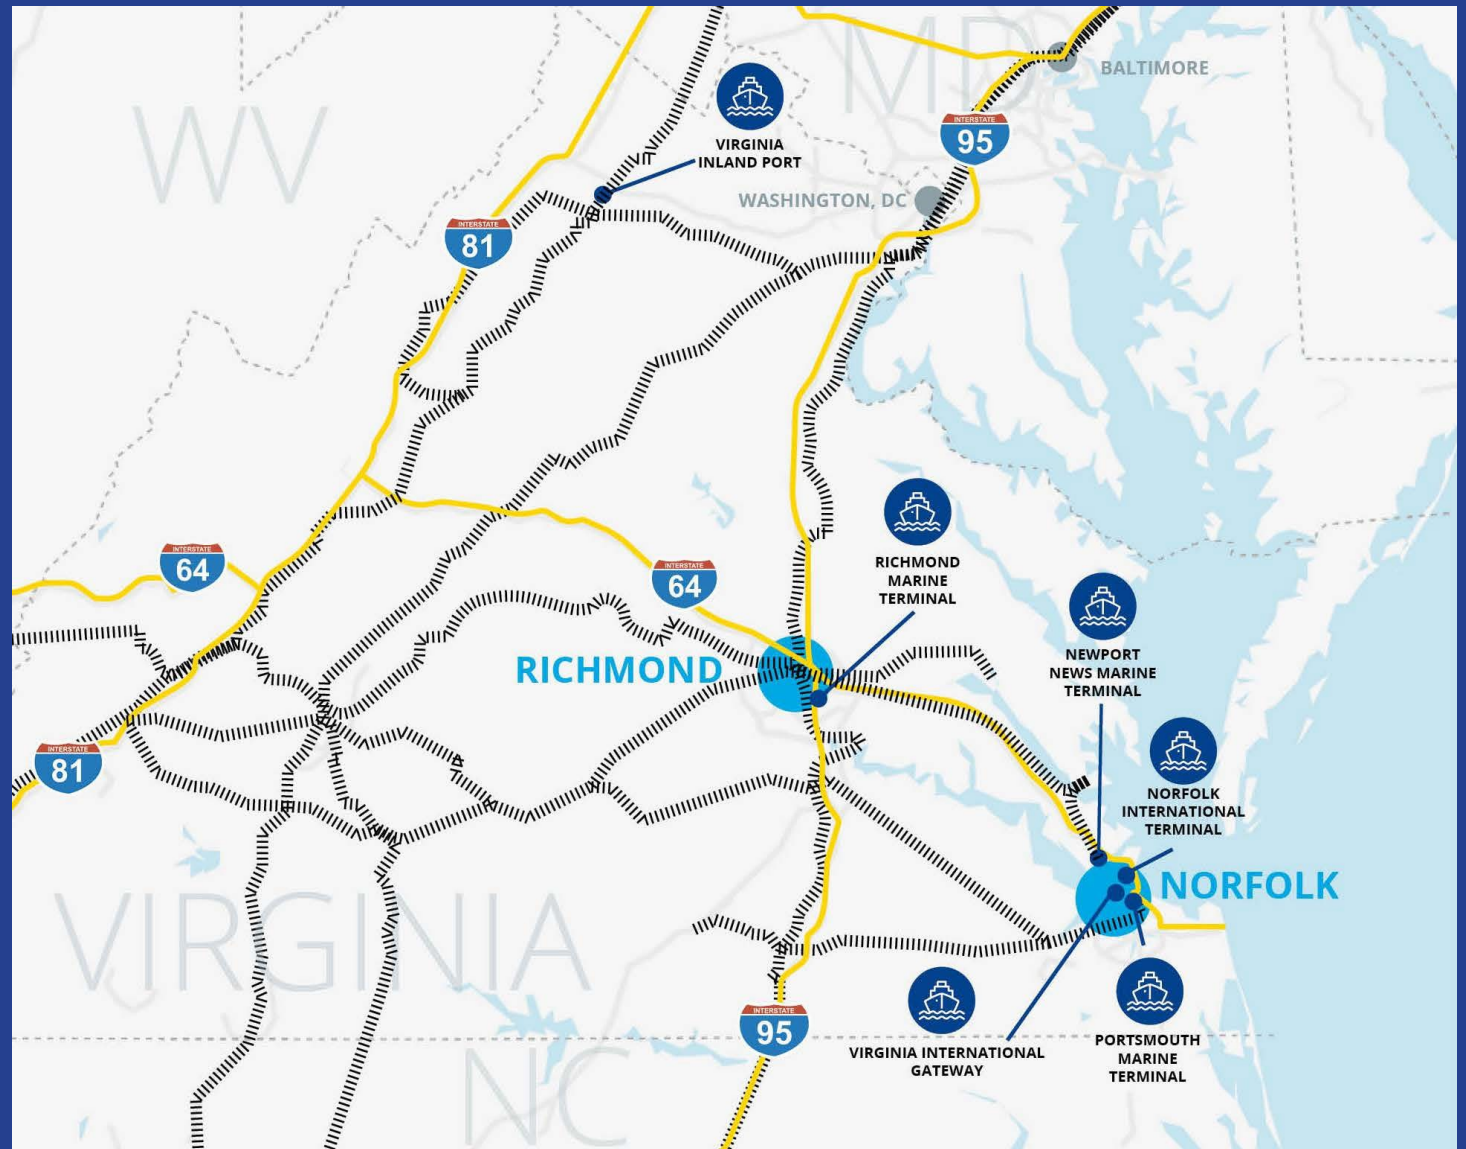 MD
BALTIMORE
WV
INTERSTATE
95
VIRGINIA
INLAND PORT
WASHINGTON, DC
INTERSTATE
81
RICHMOND
MARINE
TERMINAL
INTERSTATE
64
INTERSTATE
64
NEWPORT
NEWS MARINE
TERMINAL
RICHMOND
INTERSTATE
81
NORFOLK
INTERNATIONAL
TERMINAL
NORFOLK
VIRGINIA
INTERSTATE
95
VIRGINIA INTERNATIONAL
GATEWAY
PORTSMOUTH
MARINE
TERMINAL
NC